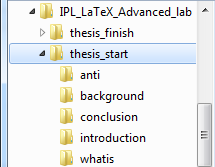 IPL_LaTeX_Advanced_lab
thesis_finish
thesis_start
anti
background
conclusion
introduction
whatis